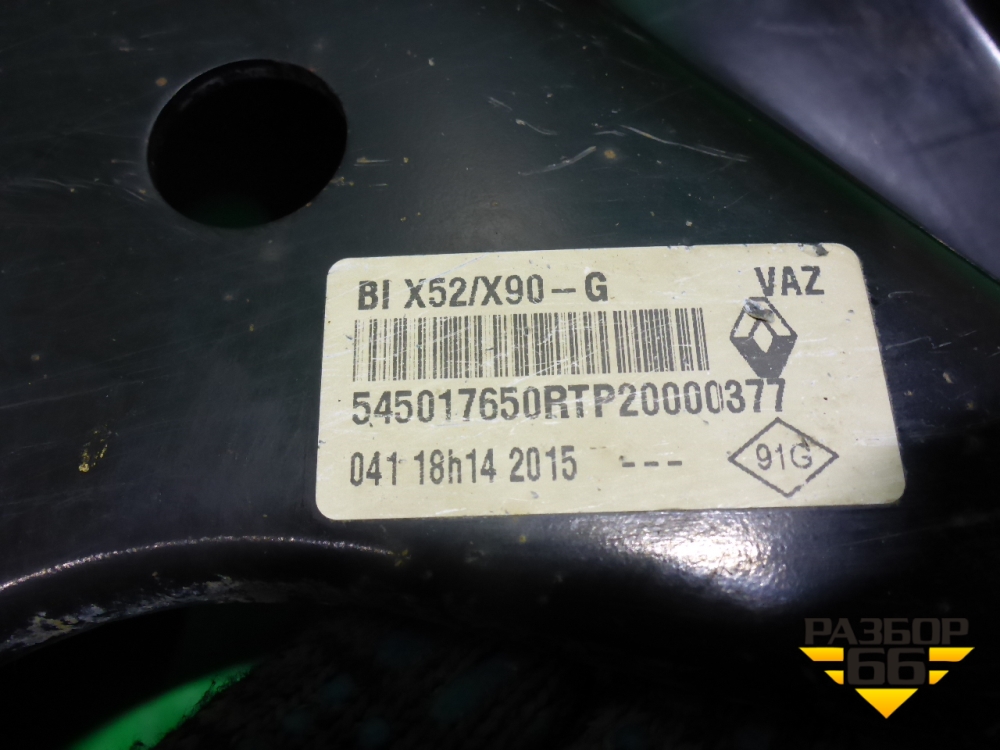 BI X52/X90-G
VAZ
545017650RTP20000377
041 18h14 2015 ---
91G
РАЗБОР
66